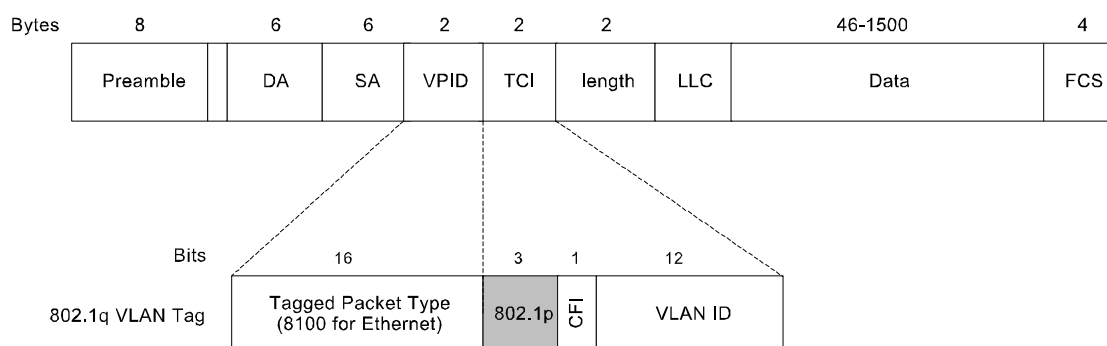 Bytes 8 6 6 2 2 2 46-1500 4
Preamble DA SA VPID TCI length LLC Data FCS
Bits 16 3 1 12
802.1q VLAN Tag
Tagged Packet Type
(8100 for Ethernet)
802.1p
CFI
VLAN ID